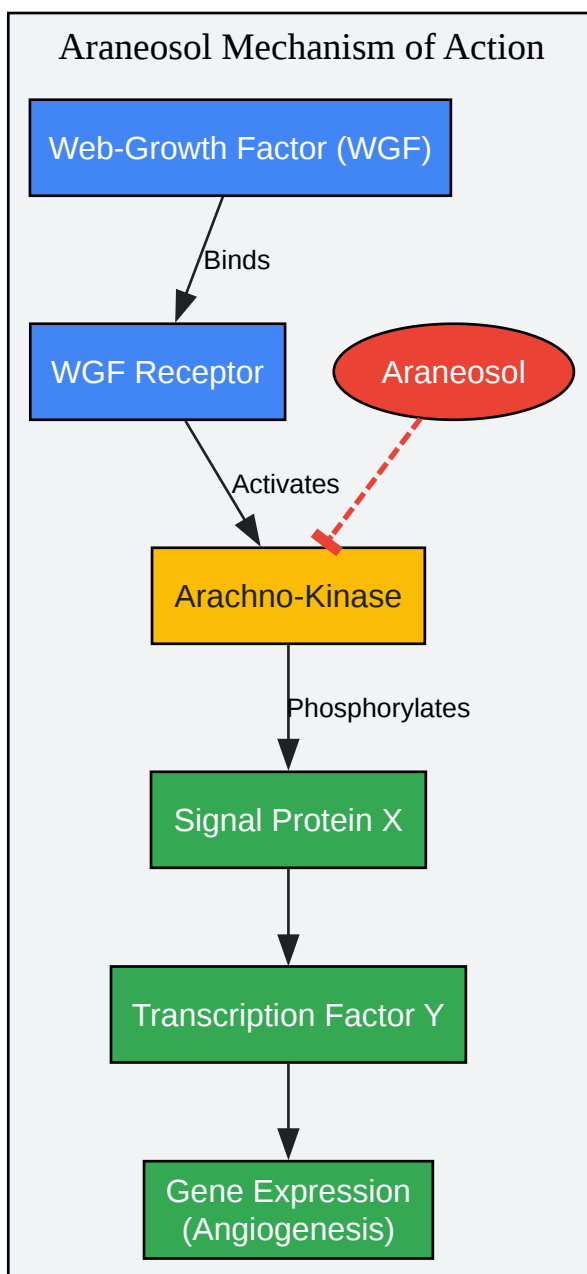 Araneosol Mechanism of Action
Web-Growth Factor (WGF)
Binds
WGF Receptor
Araneosol
Activates
Arachno-Kinase
Phosphorylates
Signal Protein X
Transcription Factor Y
Gene Expression
(Angiogenesis)